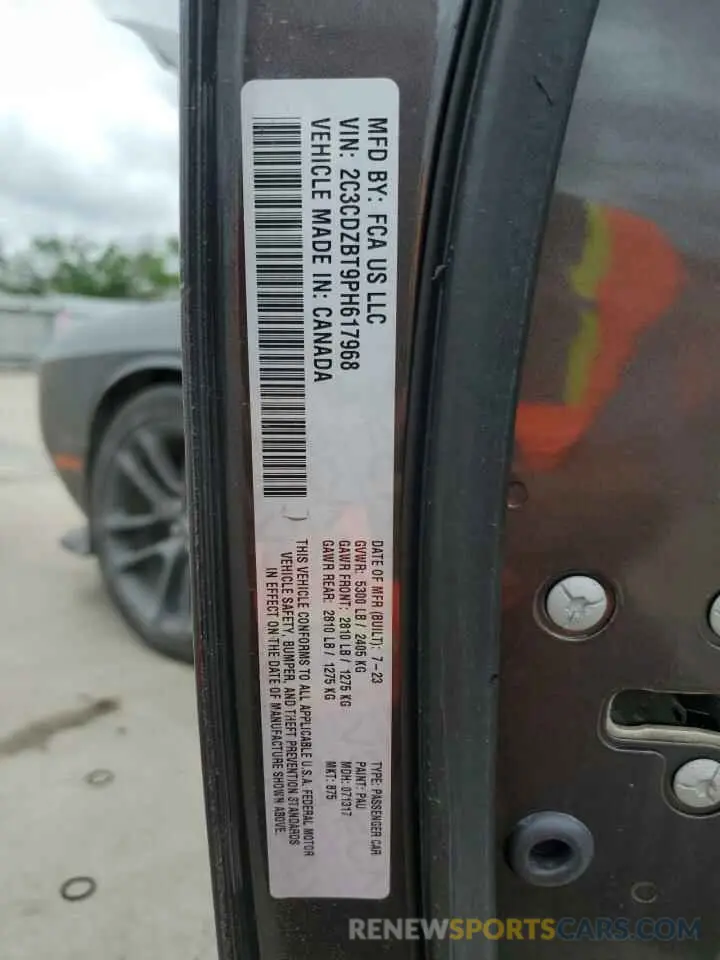 MFD BY: FCA US LLC
VIN: 2C3CDZBT9PH617968
VEHICLE MADE IN: CANADA
DATE OF MFR (BUILT): 7-23
GVWR: 5300 LB / 2405 KG
GAWR FRONT: 2810 LB / 1275 KG
GAWR REAR: 2810 LB / 1275 KG
TYPE: PASSENGER CAR
PAINT: PAU
MDH: 071317
MKT: 875
THIS VEHICLE CONFORMS TO ALL APPLICABLE U.S.A. FEDERAL MOTOR
VEHICLE SAFETY, BUMPER, AND THEFT PREVENTION STANDARDS
IN EFFECT ON THE DATE OF MANUFACTURE SHOWN ABOVE.
RENEWSPORTSCARS.COM